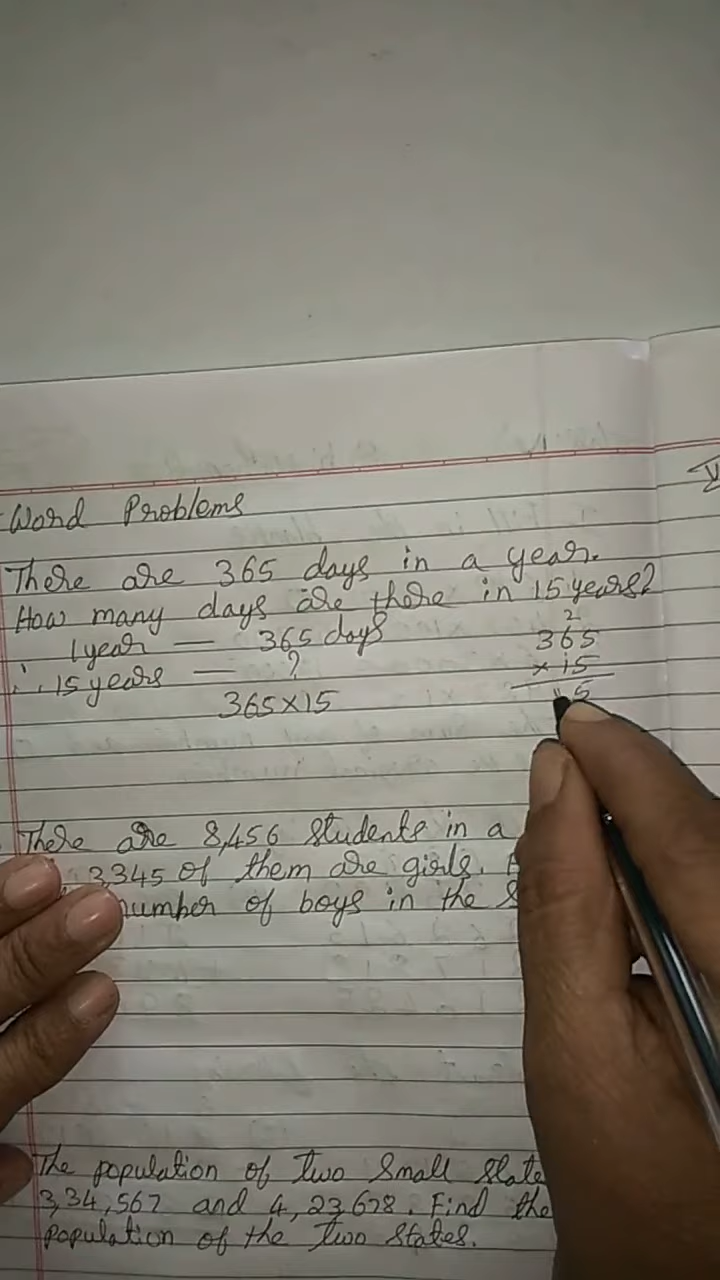 Word Problems
There are 365 days in a year.
How many days are there in 15 years?
1 year — 365 days
∴ 15 years — ?
365×15
2
365
×15
5
There are 8,456 students in a
3,345 of them are girls.
number of boys in the
The population of two small state
3,34,567 and 4,23,678. Find the
population of the two states.